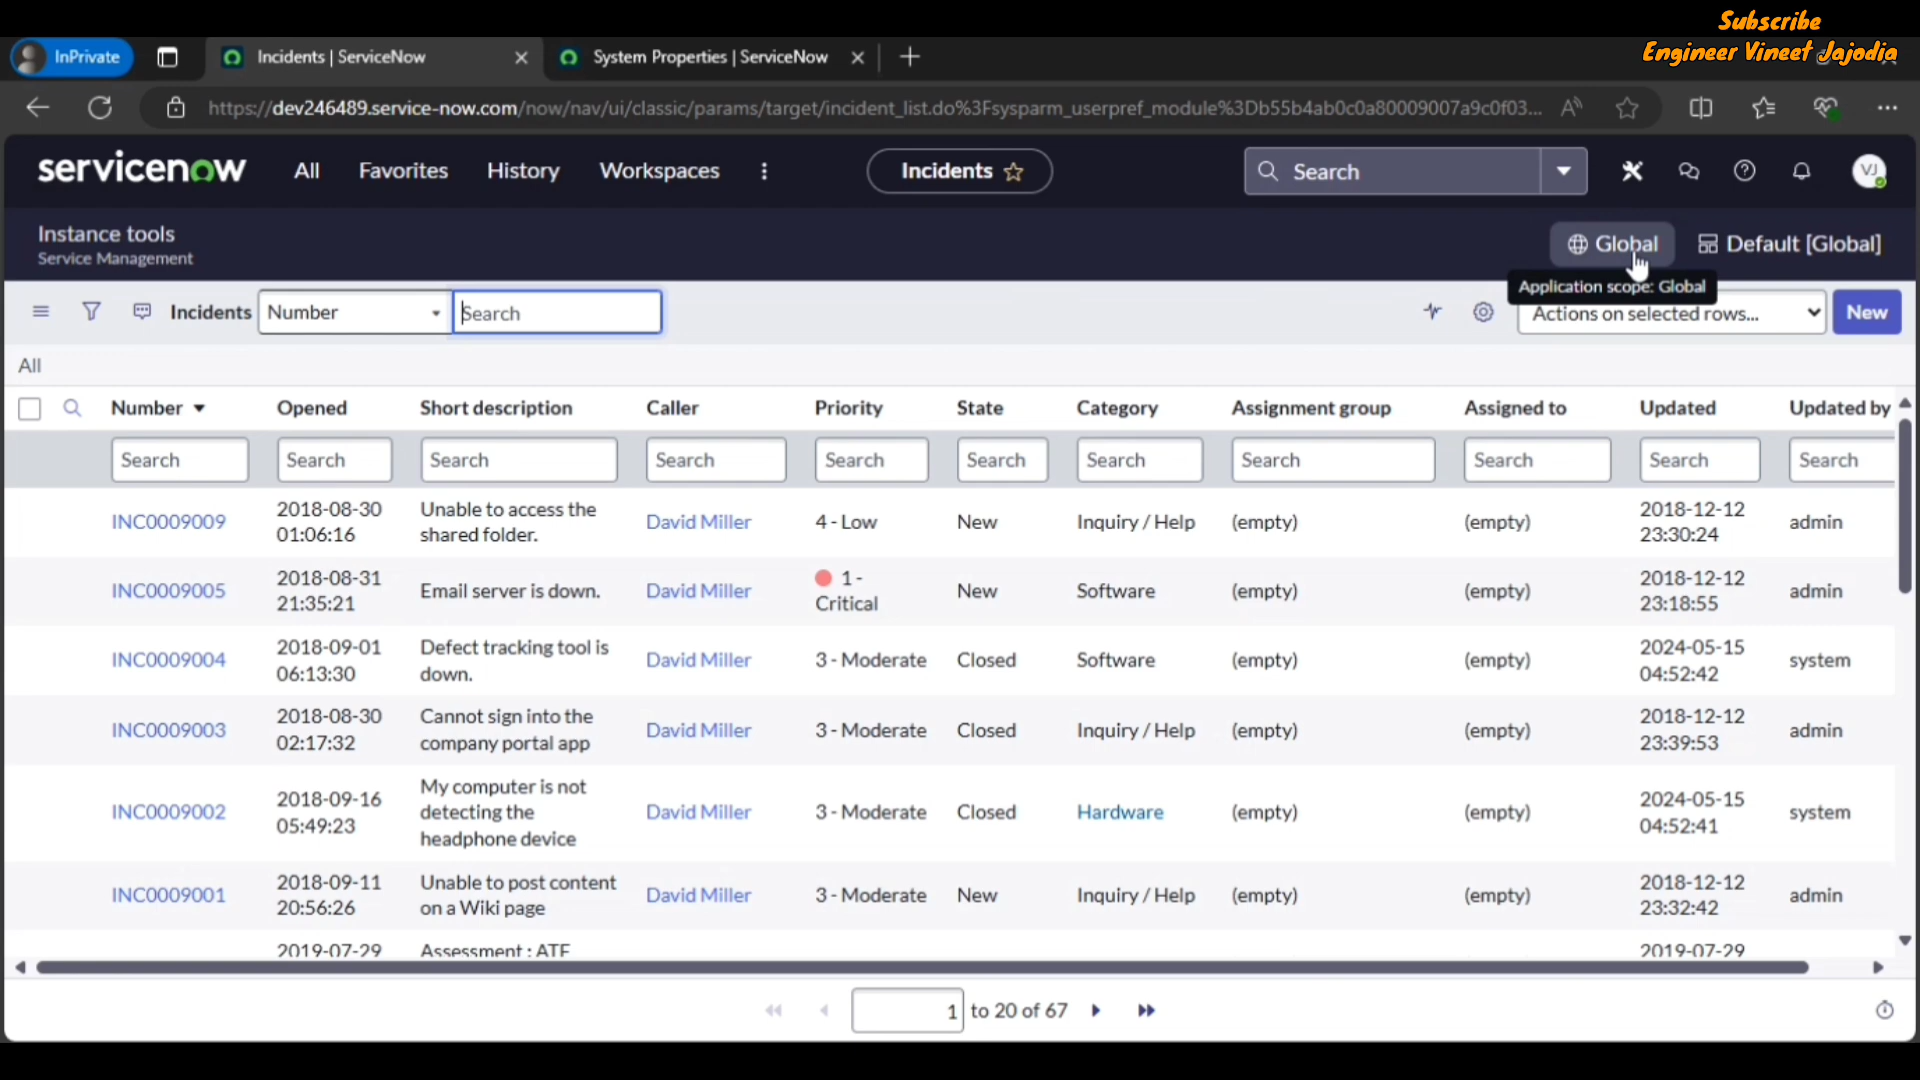 Subscribe
Engineer Vineet Jajodia
InPrivate
Incidents | ServiceNow
System Properties | ServiceNow
https://dev246489.service-now.com/now/nav/ui/classic/params/target/incident_list.do%3Fsysparm_userpref_module%3Db55b4ab0c0a80009007a9c0f03...
servicenow
All
Favorites
History
Workspaces
Incidents
Search
VJ
Instance tools
Service Management
Global
Default [Global]
Application scope: Global
Incidents
Number
Search
Actions on selected rows...
New
All
Number Opened Short description Caller Priority State Category Assignment group Assigned to Updated Updated by
Search Search Search Search Search Search Search Search Search Search Search
INC0009009 2018-08-30 01:06:16 Unable to access the shared folder. David Miller 4 - Low New Inquiry / Help (empty) (empty) 2018-12-12 23:30:24 admin
INC0009005 2018-08-31 21:35:21 Email server is down. David Miller 1 - Critical New Software (empty) (empty) 2018-12-12 23:18:55 admin
INC0009004 2018-09-01 06:13:30 Defect tracking tool is down. David Miller 3 - Moderate Closed Software (empty) (empty) 2024-05-15 04:52:42 system
INC0009003 2018-08-30 02:17:32 Cannot sign into the company portal app David Miller 3 - Moderate Closed Inquiry / Help (empty) (empty) 2018-12-12 23:39:53 admin
INC0009002 2018-09-16 05:49:23 My computer is not detecting the headphone device David Miller 3 - Moderate Closed Hardware (empty) (empty) 2024-05-15 04:52:41 system
INC0009001 2018-09-11 20:56:26 Unable to post content on a Wiki page David Miller 3 - Moderate New Inquiry / Help (empty) (empty) 2018-12-12 23:32:42 admin
2019-07-29 Assessment : ATF 2019-07-29
1 to 20 of 67